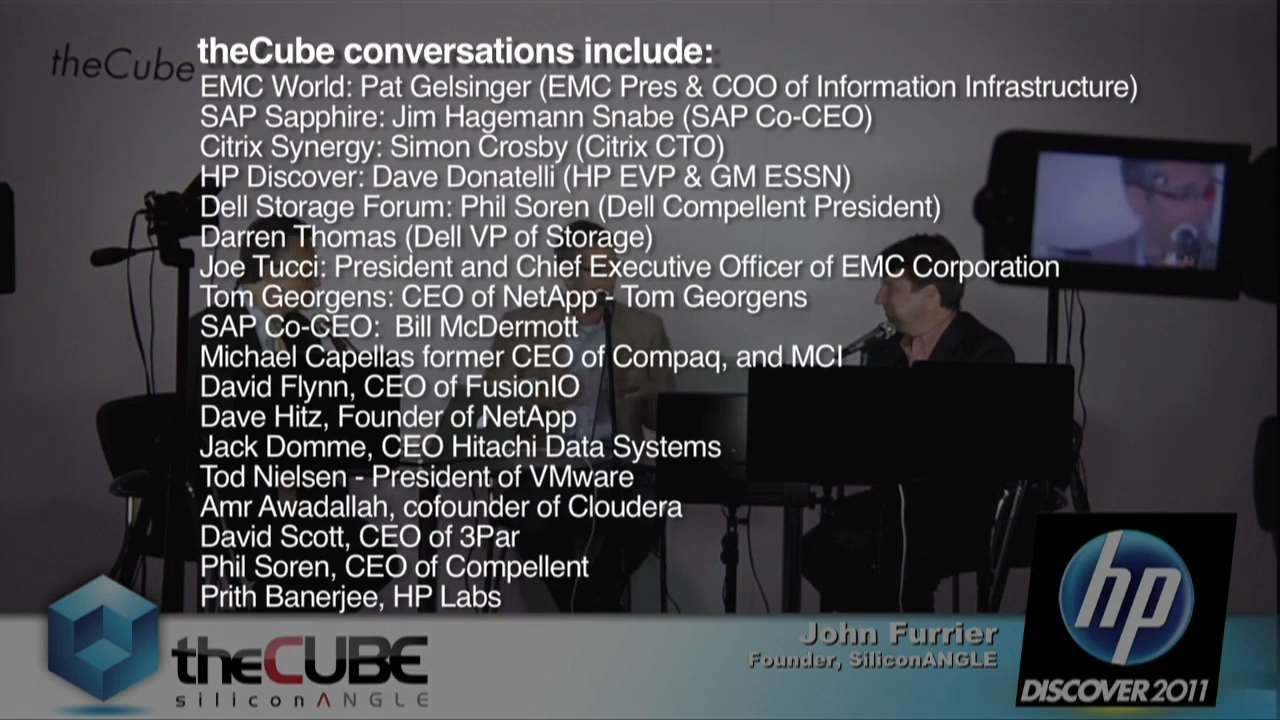 theCube
theCube conversations include:
EMC World: Pat Gelsinger (EMC Pres & COO of Information Infrastructure)
SAP Sapphire: Jim Hagemann Snabe (SAP Co-CEO)
Citrix Synergy: Simon Crosby (Citrix CTO)
HP Discover: Dave Donatelli (HP EVP & GM ESSN)
Dell Storage Forum: Phil Soren (Dell Compellent President)
Darren Thomas (Dell VP of Storage)
Joe Tucci: President and Chief Executive Officer of EMC Corporation
Tom Georgens: CEO of NetApp - Tom Georgens
SAP Co-CEO: Bill McDermott
Michael Capellas former CEO of Compaq, and MCI
David Flynn, CEO of FusionIO
Dave Hitz, Founder of NetApp
Jack Domme, CEO Hitachi Data Systems
Tod Nielsen - President of VMware
Amr Awadallah, cofounder of Cloudera
David Scott, CEO of 3Par
Phil Soren, CEO of Compellent
Prith Banerjee, HP Labs
theCUBE
siliconANGLE
John Furrier
Founder, SiliconANGLE
hp
DISCOVER 2011